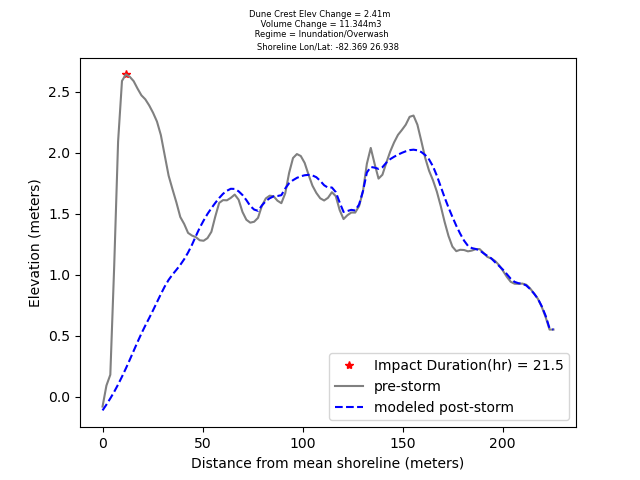 Dune Crest Elev Change = 2.41m
Volume Change = 11.344m3
Regime = Inundation/Overwash
Shoreline Lon/Lat: -82.369 26.938
2.5
2.0
1.5
1.0
0.5
0.0
Elevation (meters)
Impact Duration(hr) = 21.5
pre-storm
modeled post-storm
0 50 100 150 200
Distance from mean shoreline (meters)